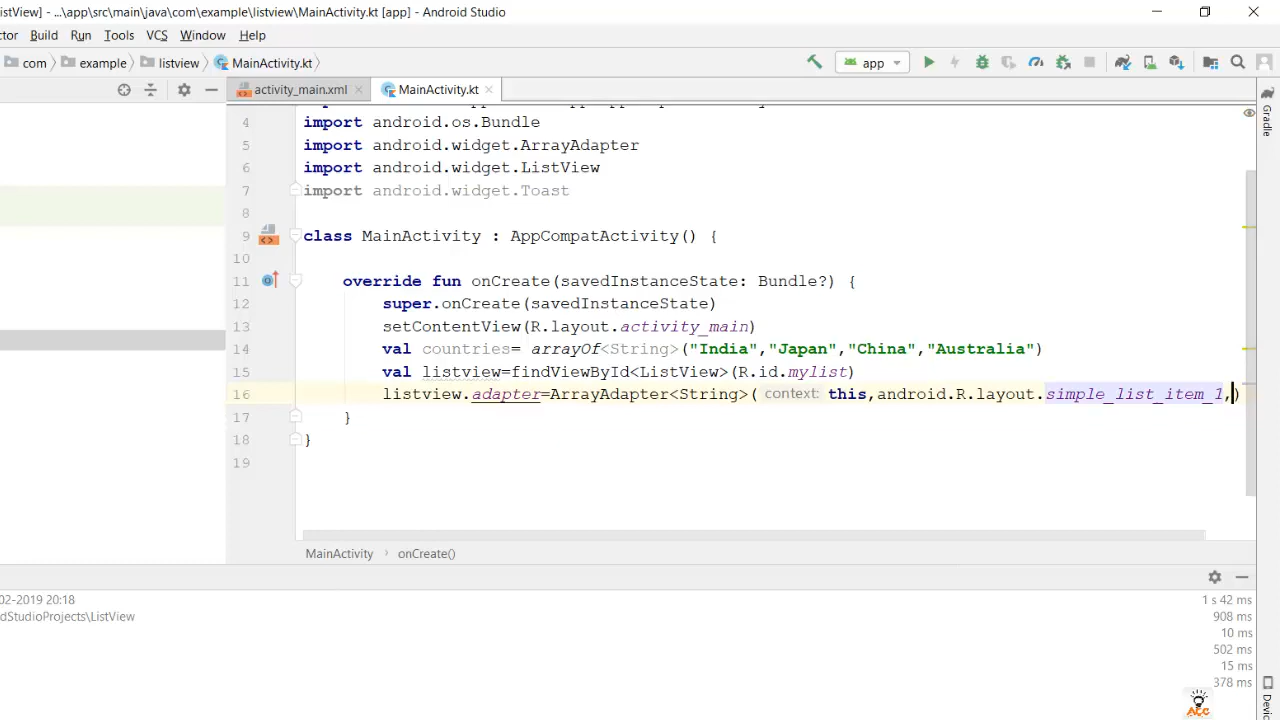 istView] - ...\app\src\main\java\com\example\listview\MainActivity.kt [app] - Android Studio
ctor Build Run Tools VCS Window Help
com example listview MainActivity.kt app
activity_main.xml MainActivity.kt
4 import android.os.Bundle
5 import android.widget.ArrayAdapter
6 import android.widget.ListView
7 import android.widget.Toast
8
9 class MainActivity : AppCompatActivity() {
10
11 override fun onCreate(savedInstanceState: Bundle?) {
12 super.onCreate(savedInstanceState)
13 setContentView(R.layout.activity_main)
14 val countries= arrayOf<String>("India","Japan","China","Australia")
15 val listview=findViewById<ListView>(R.id.mylist)
16 listview.adapter=ArrayAdapter<String>( context: this,android.R.layout.simple_list_item_1,)
17 }
18 }
19
MainActivity › onCreate()
02-2019 20:18
dStudioProjects\ListView
1 s 42 ms
908 ms
10 ms
502 ms
15 ms
378 ms
Gradle
Devi
ACC